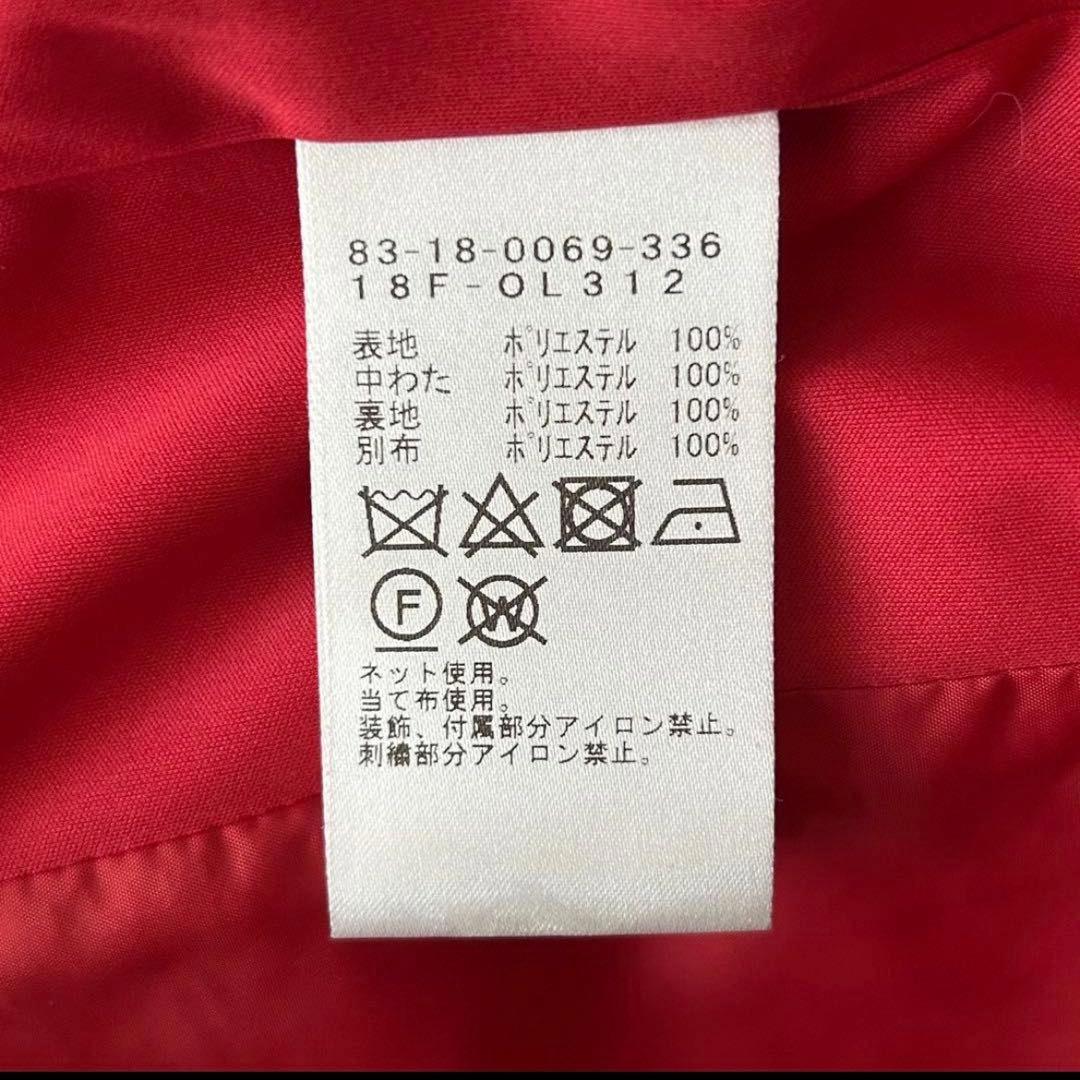 83-18-0069-336
18F-OL312
表地 ポリエステル 100%
中わた ポリエステル 100%
裏地 ポリエステル 100%
別布 ポリエステル 100%
F W
ネット使用。
当て布使用。
装飾、付属部分アイロン禁止。
刺繍部分アイロン禁止。